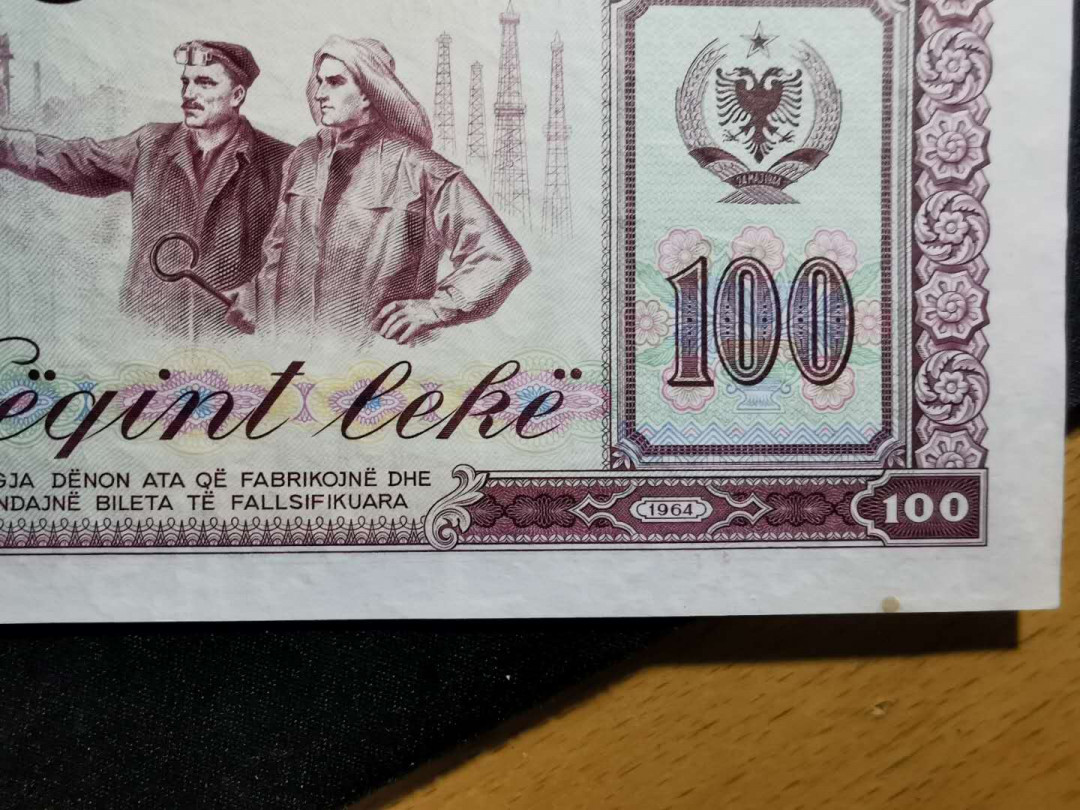 100
ëqint lekë
GJA DËNON ATA QË FABRIKOJNË DHE
NDAJNË BILETA TË FALLSIFIKUARA
1964
100